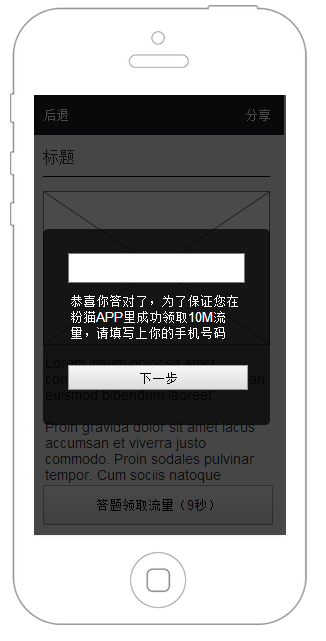 后退 分享
标题
恭喜你答对了，为了保证您在
粉猫APP里成功领取10M流
量，请填写上你的手机号码
下一步
Lorem ipsum dolor sit amet
euismod bibendum laoreet.
Proin gravida dolor sit amet lacus
accumsan et viverra justo
commodo. Proin sodales pulvinar
tempor. Cum sociis natoque
答题领取流量（9秒）